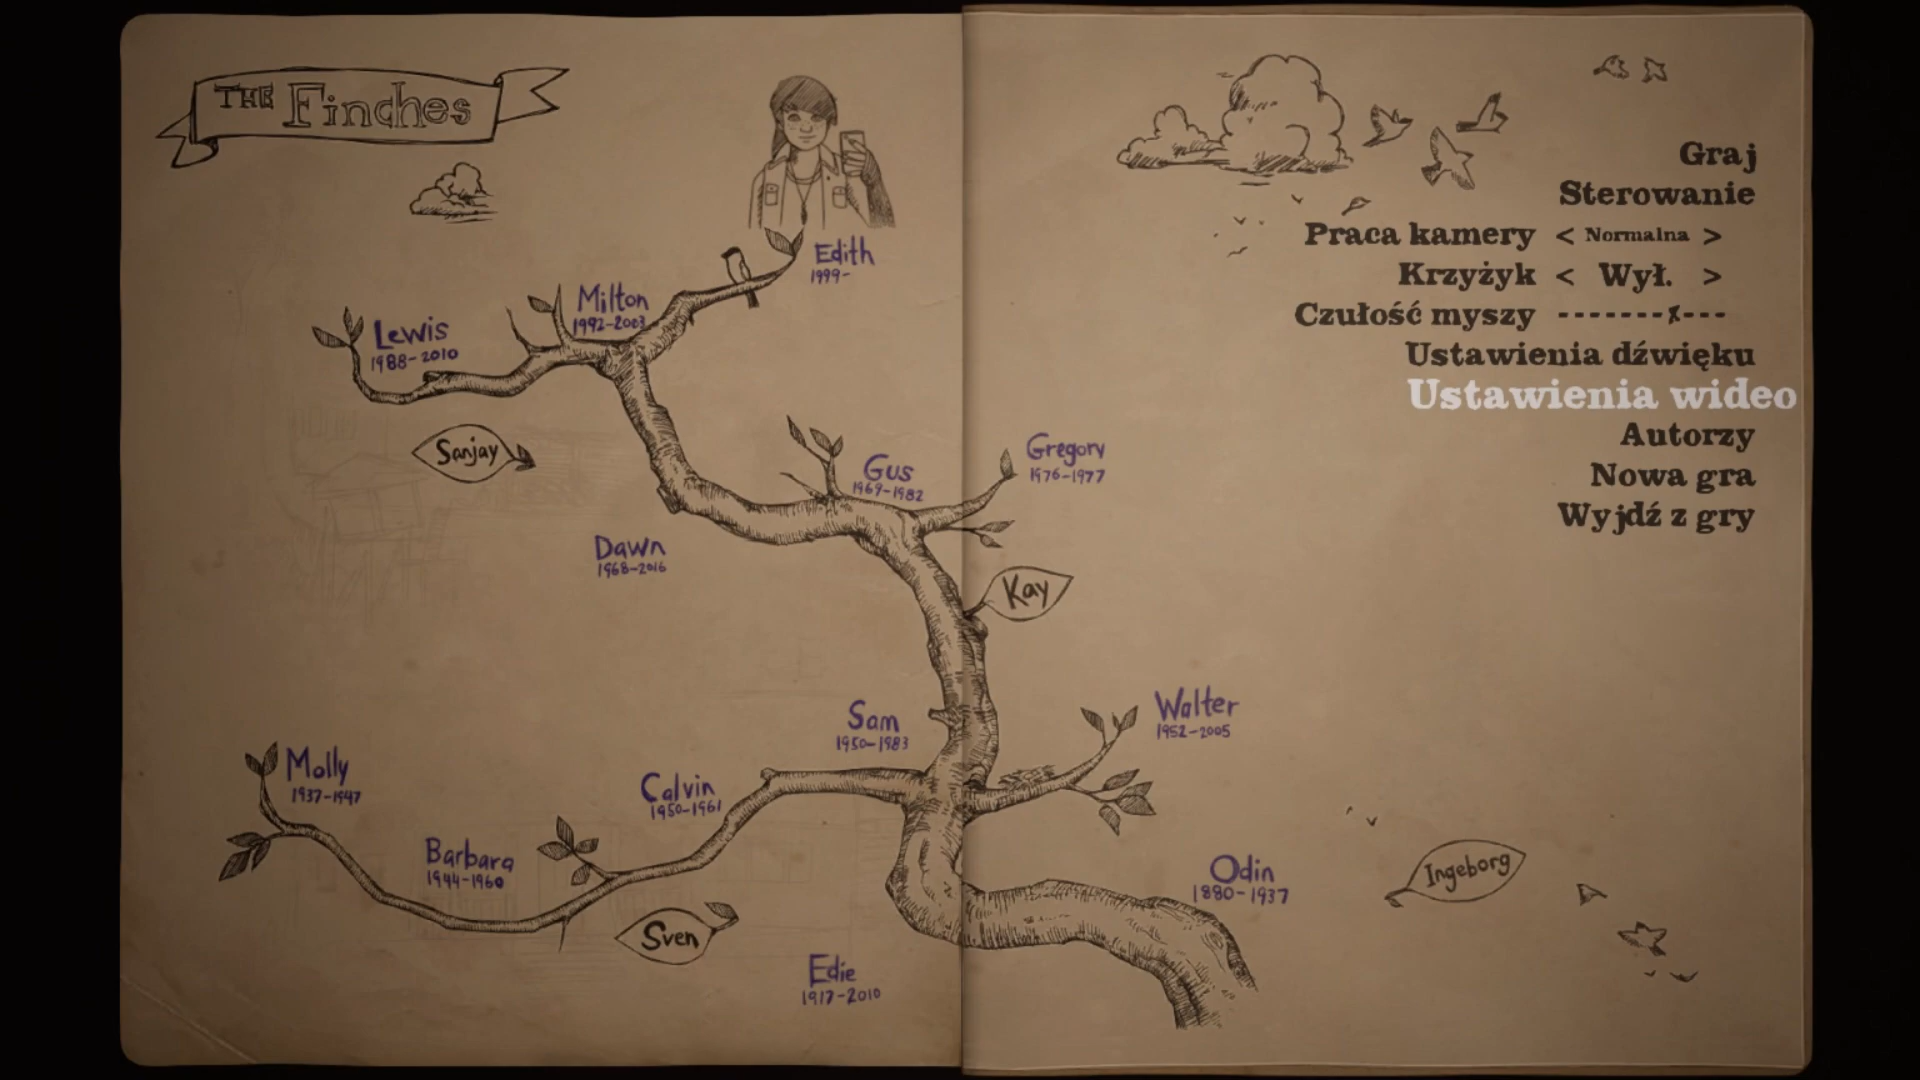 THE Finches
Edith
1999-
Milton
1992-2003
Lewis
1988-2010
Sanjay
Gus
1969-1982
Gregory
1976-1977
Dawn
1968-2016
Kay
Sam
1950-1983
Walter
1952-2005
Molly
1937-1947
Calvin
1950-1961
Barbara
1944-1960
Odin
1880-1937
Ingeborg
Sven
Edie
1917-2010
Graj
Sterowanie
Praca kamery < Normalna >
Krzyżyk < Wył. >
Czułość myszy
Ustawienia dźwięku
Ustawienia wideo
Autorzy
Nowa gra
Wyjdź z gry